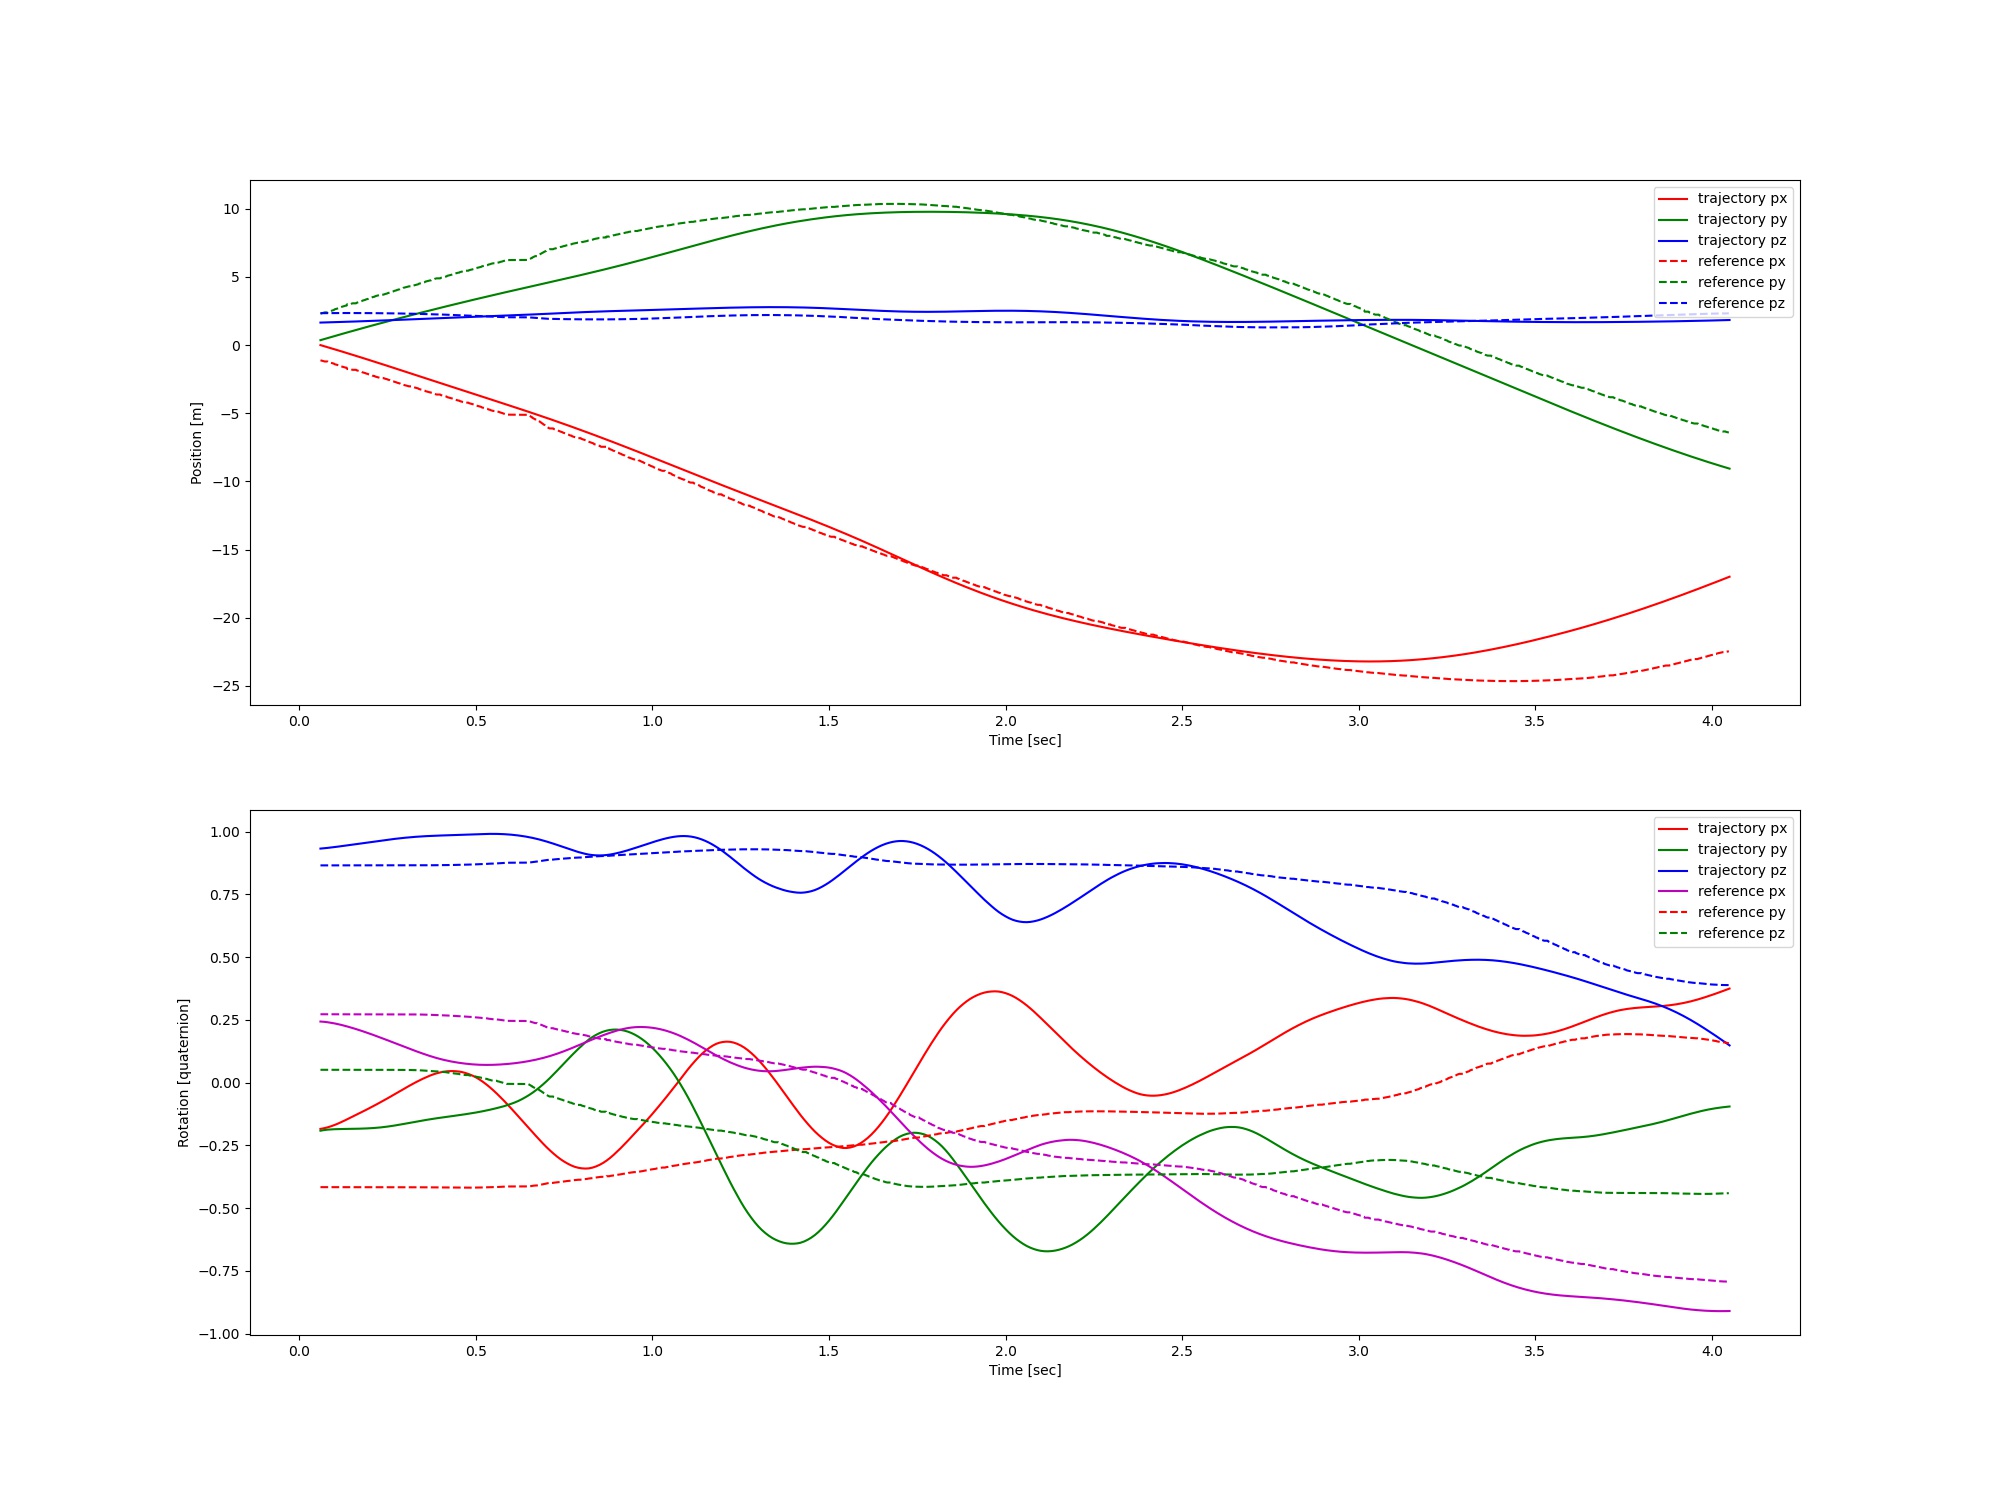 10
5
0
−5
−10
−15
−20
−25
Position [m]
0.0 0.5 1.0 1.5 2.0 2.5 3.0 3.5 4.0
Time [sec]
trajectory px
trajectory py
trajectory pz
reference px
reference py
reference pz
1.00
0.75
0.50
0.25
0.00
−0.25
−0.50
−0.75
−1.00
Rotation [quaternion]
0.0 0.5 1.0 1.5 2.0 2.5 3.0 3.5 4.0
Time [sec]
trajectory px
trajectory py
trajectory pz
reference px
reference py
reference pz